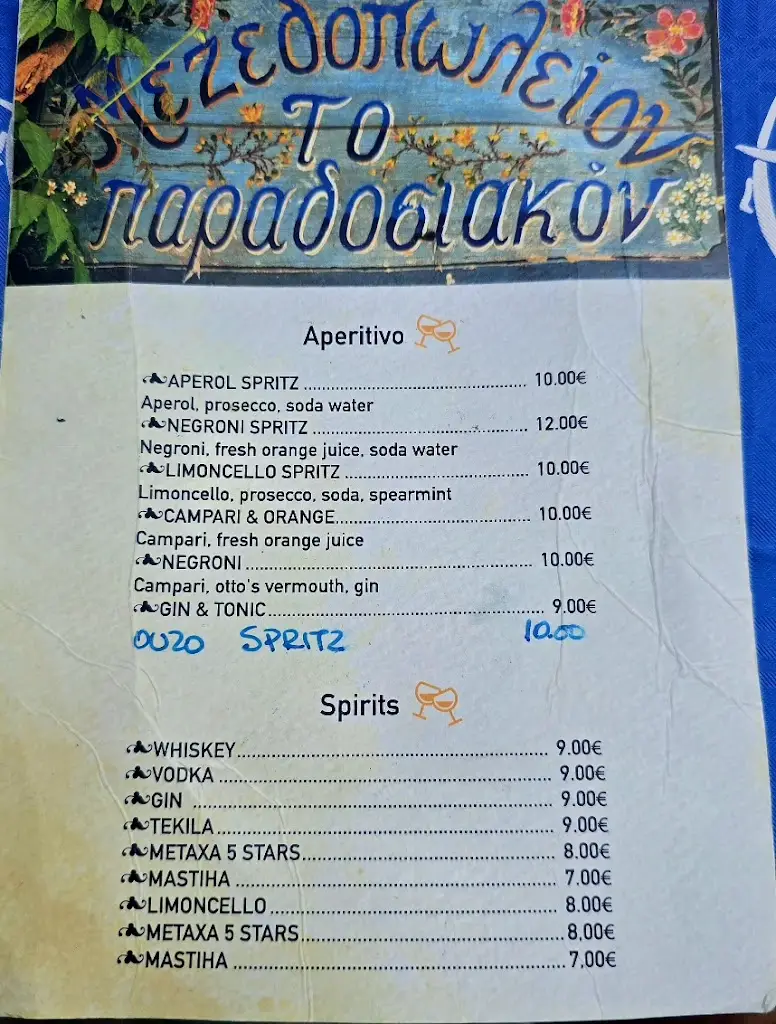 Μεζεδοπωλείον
το
παραδοσιακόν
Aperitivo
APEROL SPRITZ 10.00€
Aperol, prosecco, soda water
NEGRONI SPRITZ 12.00€
Negroni, fresh orange juice, soda water
LIMONCELLO SPRITZ 10.00€
Limoncello, prosecco, soda, spearmint
CAMPARI & ORANGE 10.00€
Campari, fresh orange juice
NEGRONI 10.00€
Campari, otto's vermouth, gin
GIN & TONIC 9.00€
OUZO SPRITZ 10.00
Spirits
WHISKEY 9.00€
VODKA 9.00€
GIN 9.00€
TEKILA 9.00€
METAXA 5 STARS 8.00€
MASTIHA 7.00€
LIMONCELLO 8.00€
METAXA 5 STARS 8,00€
MASTIHA 7,00€